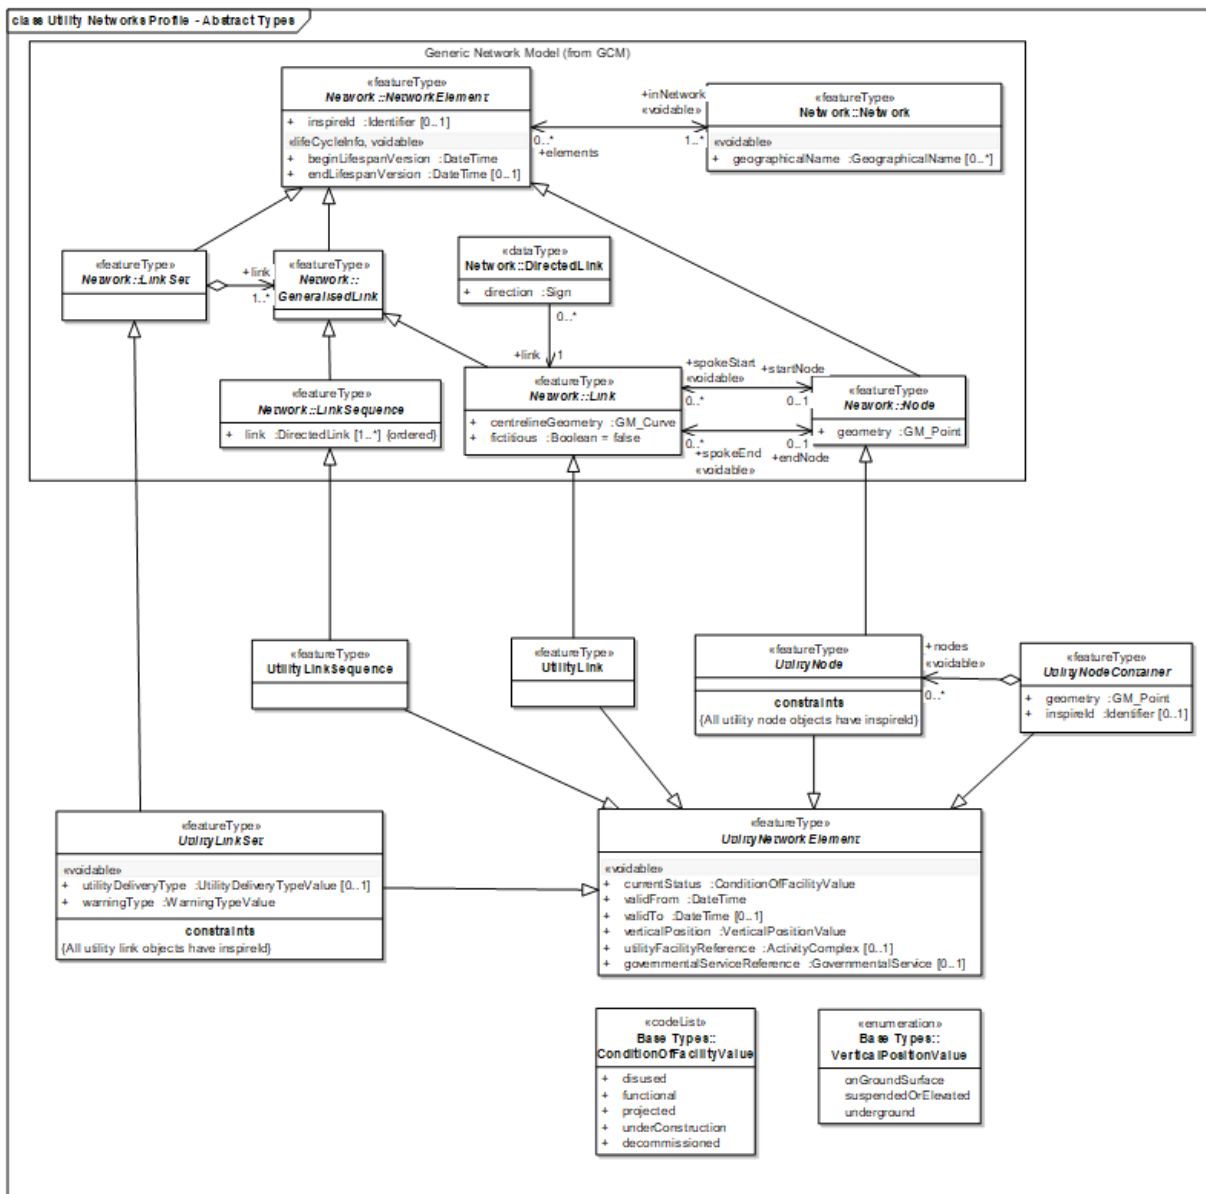 class Utility Networks Profile - Abstract Types
Generic Network Model (from GCM)
«featureType»
Network::NetworkElement
+ inspireId :Identifier [0..1]
«lifeCycleInfo, voidable»
+ beginLifespanVersion :DateTime
+ endLifespanVersion :DateTime [0..1]
+inNetwork
«voidable»
0..*
1..*
+elements
«featureType»
Network::Network
«voidable»
+ geographicalName :GeographicalName [0..*]
«featureType»
Network::LinkSet
+link
1..*
«featureType»
Network::
GeneralisedLink
«dataType»
Network::DirectedLink
+ direction :Sign
0..*
+link 1
«featureType»
Network::LinkSequence
+ link :DirectedLink [1..*] {ordered}
«featureType»
Network::Link
+ centrelineGeometry :GM_Curve
+ fictitious :Boolean = false
+spokeStart
«voidable»
+startNode
0..*
0..1
0..*
0..1
+spokeEnd
+endNode
«voidable»
«featureType»
Network::Node
+ geometry :GM_Point
«featureType»
UtilityLinkSequence
«featureType»
UtilityLink
«featureType»
UtilityNode
constraints
{All utility node objects have inspireId}
+nodes
«voidable»
0..*
«featureType»
UtilityNodeContainer
+ geometry :GM_Point
+ inspireId :Identifier [0..1]
«featureType»
UtilityLinkSet
«voidable»
+ utilityDeliveryType :UtilityDeliveryTypeValue [0..1]
+ warningType :WarningTypeValue
constraints
{All utility link objects have inspireId}
«featureType»
UtilityNetworkElement
«voidable»
+ currentStatus :ConditionOfFacilityValue
+ validFrom :DateTime
+ validTo :DateTime [0..1]
+ verticalPosition :VerticalPositionValue
+ utilityFacilityReference :ActivityComplex [0..1]
+ governmentalServiceReference :GovernmentalService [0..1]
«codeList»
Base Types::
ConditionOfFacilityValue
+ disused
+ functional
+ projected
+ underConstruction
+ decommissioned
«enumeration»
Base Types::
VerticalPositionValue
onGroundSurface
suspendedOrElevated
underground